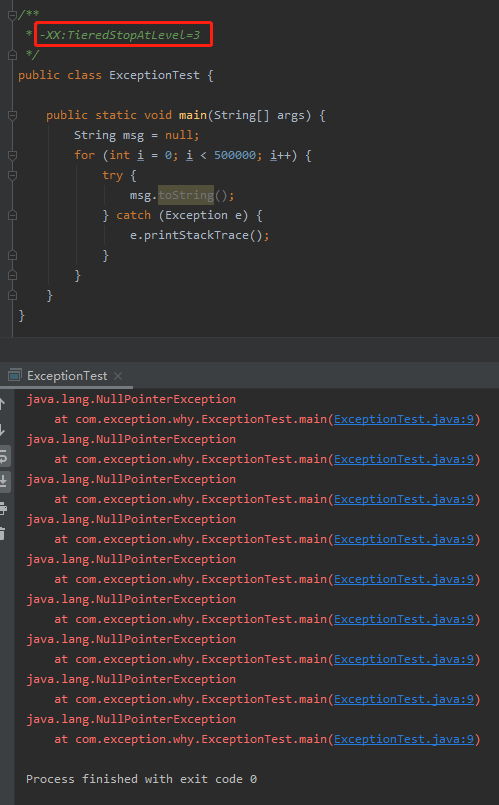 /**
 * -XX:TieredStopAtLevel=3
 */
public class ExceptionTest {
    public static void main(String[] args) {
        String msg = null;
        for (int i = 0; i < 500000; i++) {
            try {
                msg.toString();
            } catch (Exception e) {
                e.printStackTrace();
            }
        }
    }
}
ExceptionTest ×
java.lang.NullPointerException
    at com.exception.why.ExceptionTest.main(ExceptionTest.java:9)
java.lang.NullPointerException
    at com.exception.why.ExceptionTest.main(ExceptionTest.java:9)
java.lang.NullPointerException
    at com.exception.why.ExceptionTest.main(ExceptionTest.java:9)
java.lang.NullPointerException
    at com.exception.why.ExceptionTest.main(ExceptionTest.java:9)
java.lang.NullPointerException
    at com.exception.why.ExceptionTest.main(ExceptionTest.java:9)
java.lang.NullPointerException
    at com.exception.why.ExceptionTest.main(ExceptionTest.java:9)
java.lang.NullPointerException
    at com.exception.why.ExceptionTest.main(ExceptionTest.java:9)
java.lang.NullPointerException
    at com.exception.why.ExceptionTest.main(ExceptionTest.java:9)
java.lang.NullPointerException
    at com.exception.why.ExceptionTest.main(ExceptionTest.java:9)
Process finished with exit code 0